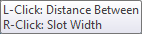 L-Click: Distance Between
R-Click: Slot Width